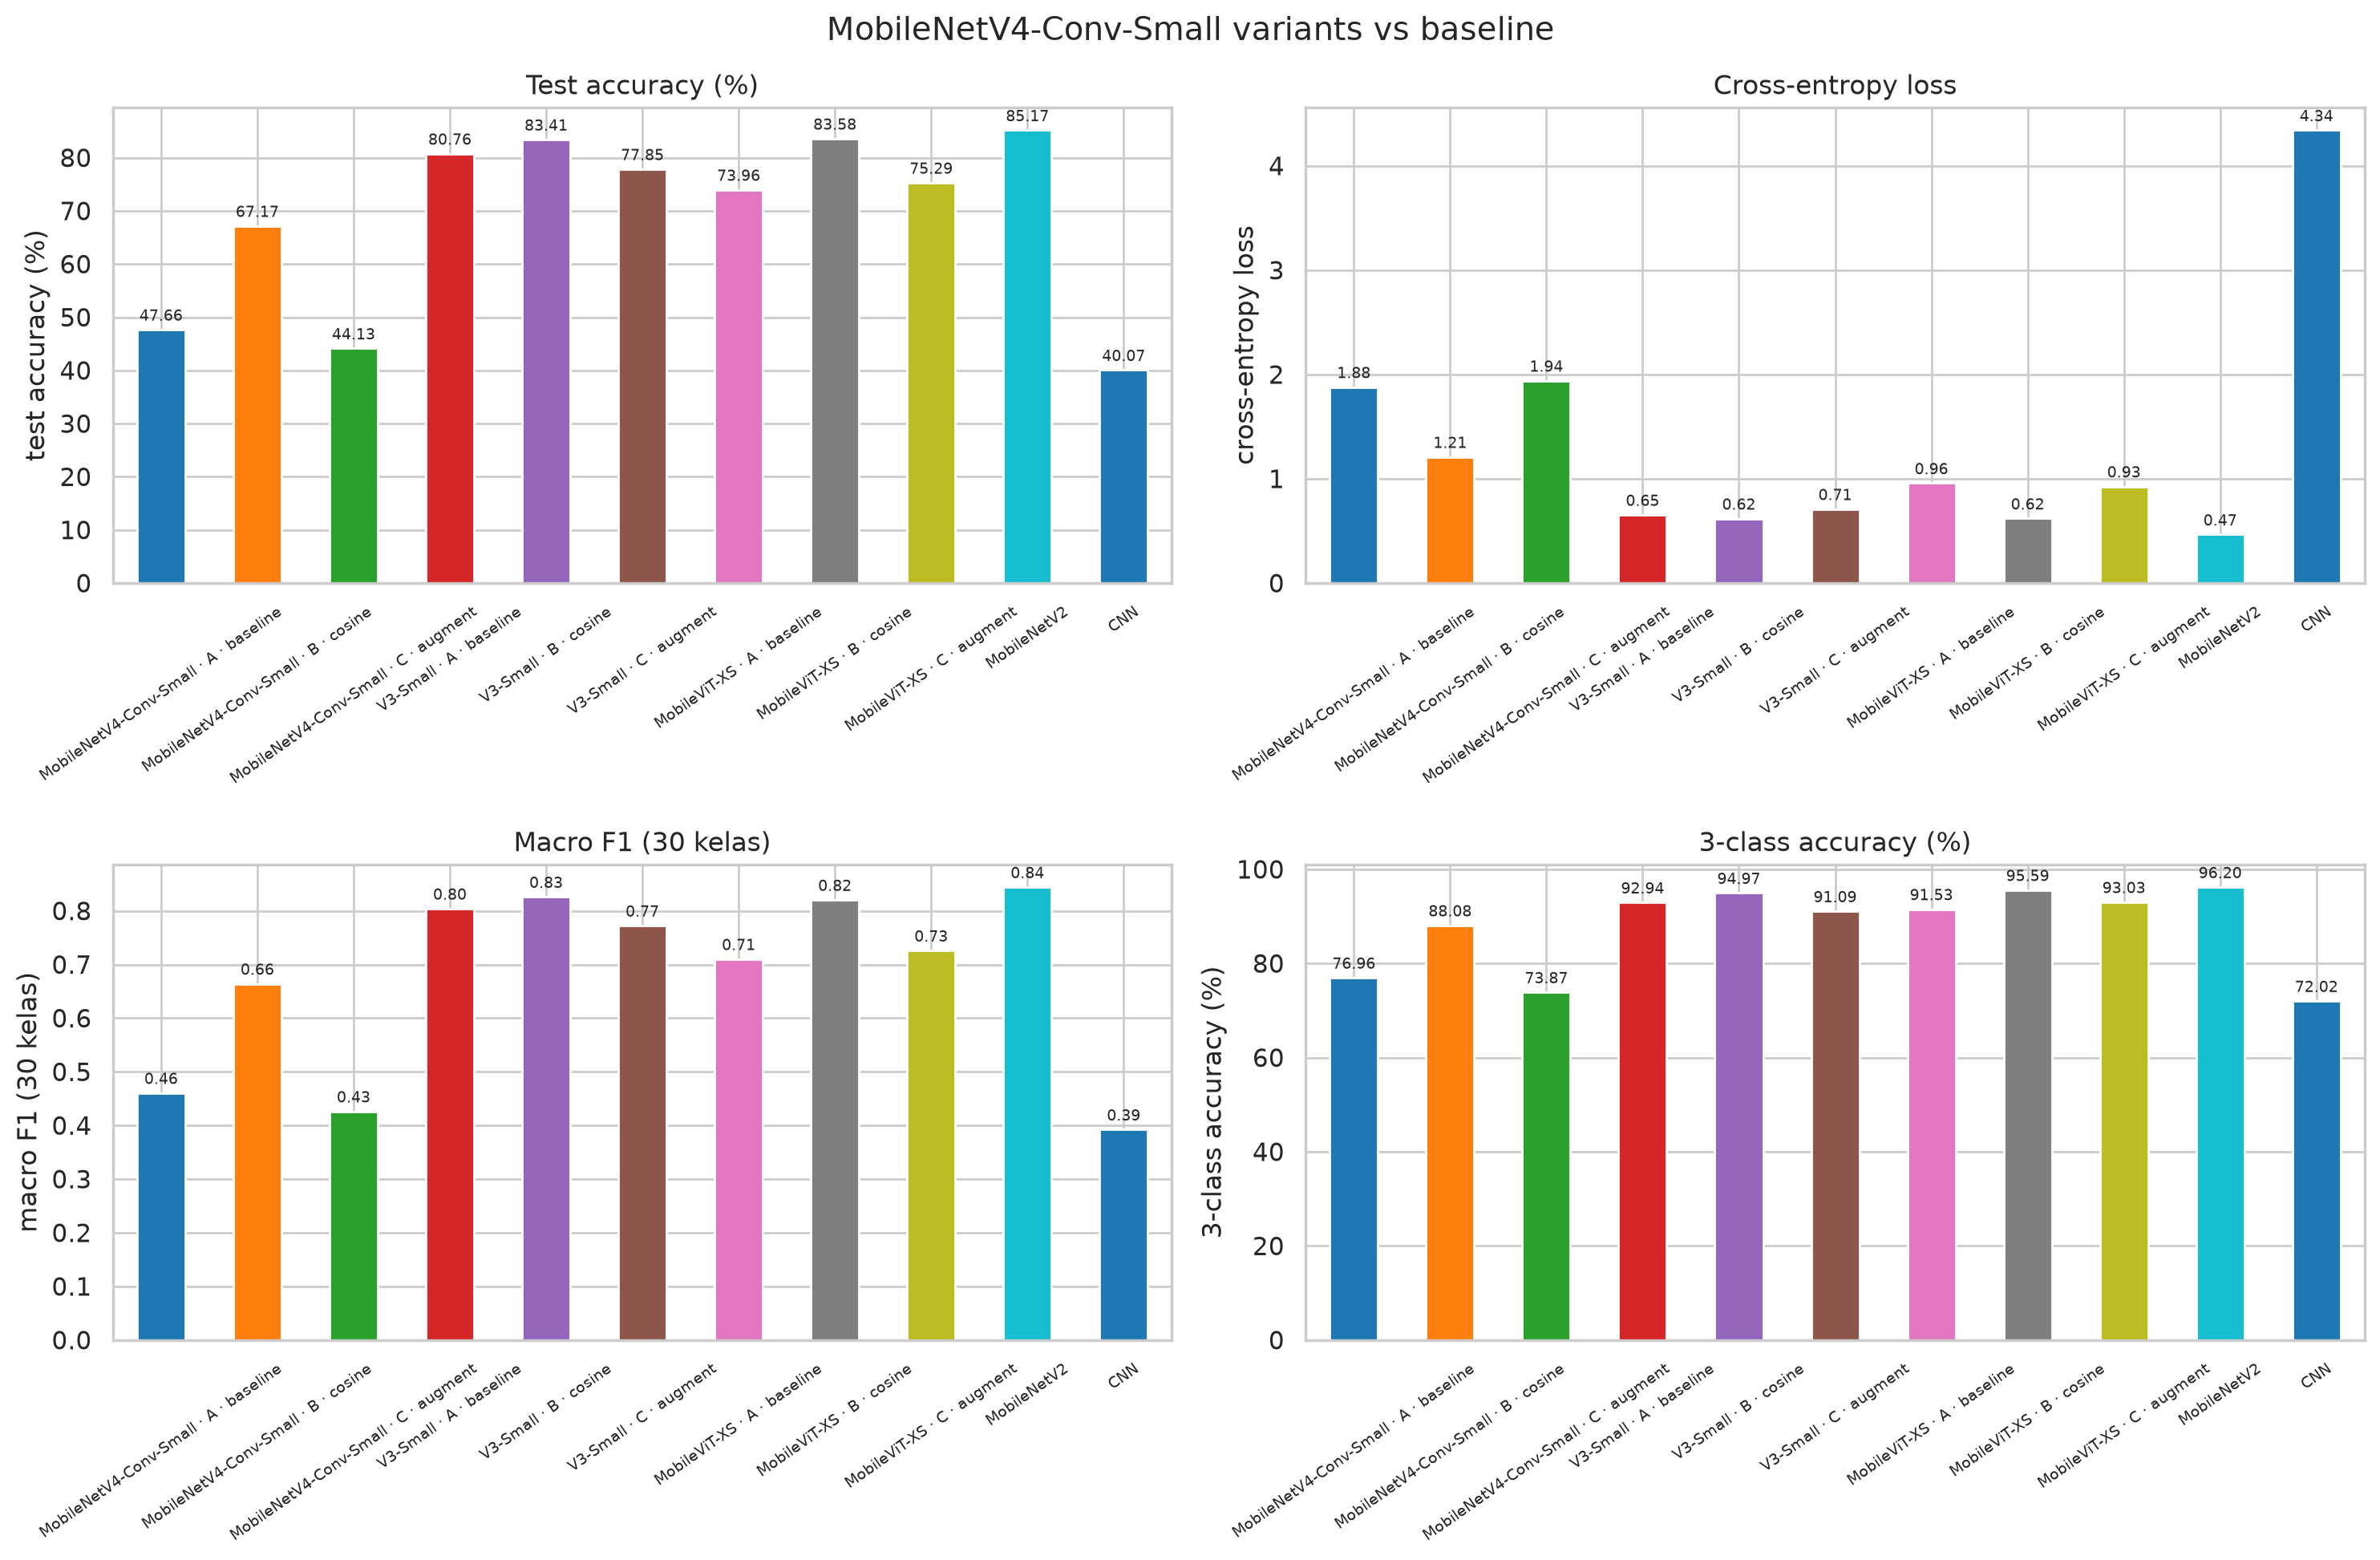 MobileNetV4-Conv-Small variants vs baseline
Test accuracy (%)
test accuracy (%)
80
70
60
50
40
30
20
10
0
47.66
67.17
44.13
80.76
83.41
77.85
73.96
83.58
75.29
85.17
40.07
MobileNetV4-Conv-Small · A · baseline
MobileNetV4-Conv-Small · B · cosine
MobileNetV4-Conv-Small · C · augment
V3-Small · A · baseline
V3-Small · B · cosine
V3-Small · C · augment
MobileViT-XS · A · baseline
MobileViT-XS · B · cosine
MobileViT-XS · C · augment
MobileNetV2
CNN
Cross-entropy loss
cross-entropy loss
4
3
2
1
0
1.88
1.21
1.94
0.65
0.62
0.71
0.96
0.62
0.93
0.47
4.34
MobileNetV4-Conv-Small · A · baseline
MobileNetV4-Conv-Small · B · cosine
MobileNetV4-Conv-Small · C · augment
V3-Small · A · baseline
V3-Small · B · cosine
V3-Small · C · augment
MobileViT-XS · A · baseline
MobileViT-XS · B · cosine
MobileViT-XS · C · augment
MobileNetV2
CNN
Macro F1 (30 kelas)
macro F1 (30 kelas)
0.8
0.7
0.6
0.5
0.4
0.3
0.2
0.1
0.0
0.46
0.66
0.43
0.80
0.83
0.77
0.71
0.82
0.73
0.84
0.39
MobileNetV4-Conv-Small · A · baseline
MobileNetV4-Conv-Small · B · cosine
MobileNetV4-Conv-Small · C · augment
V3-Small · A · baseline
V3-Small · B · cosine
V3-Small · C · augment
MobileViT-XS · A · baseline
MobileViT-XS · B · cosine
MobileViT-XS · C · augment
MobileNetV2
CNN
3-class accuracy (%)
3-class accuracy (%)
100
80
60
40
20
0
76.96
88.08
73.87
92.94
94.97
91.09
91.53
95.59
93.03
96.20
72.02
MobileNetV4-Conv-Small · A · baseline
MobileNetV4-Conv-Small · B · cosine
MobileNetV4-Conv-Small · C · augment
V3-Small · A · baseline
V3-Small · B · cosine
V3-Small · C · augment
MobileViT-XS · A · baseline
MobileViT-XS · B · cosine
MobileViT-XS · C · augment
MobileNetV2
CNN